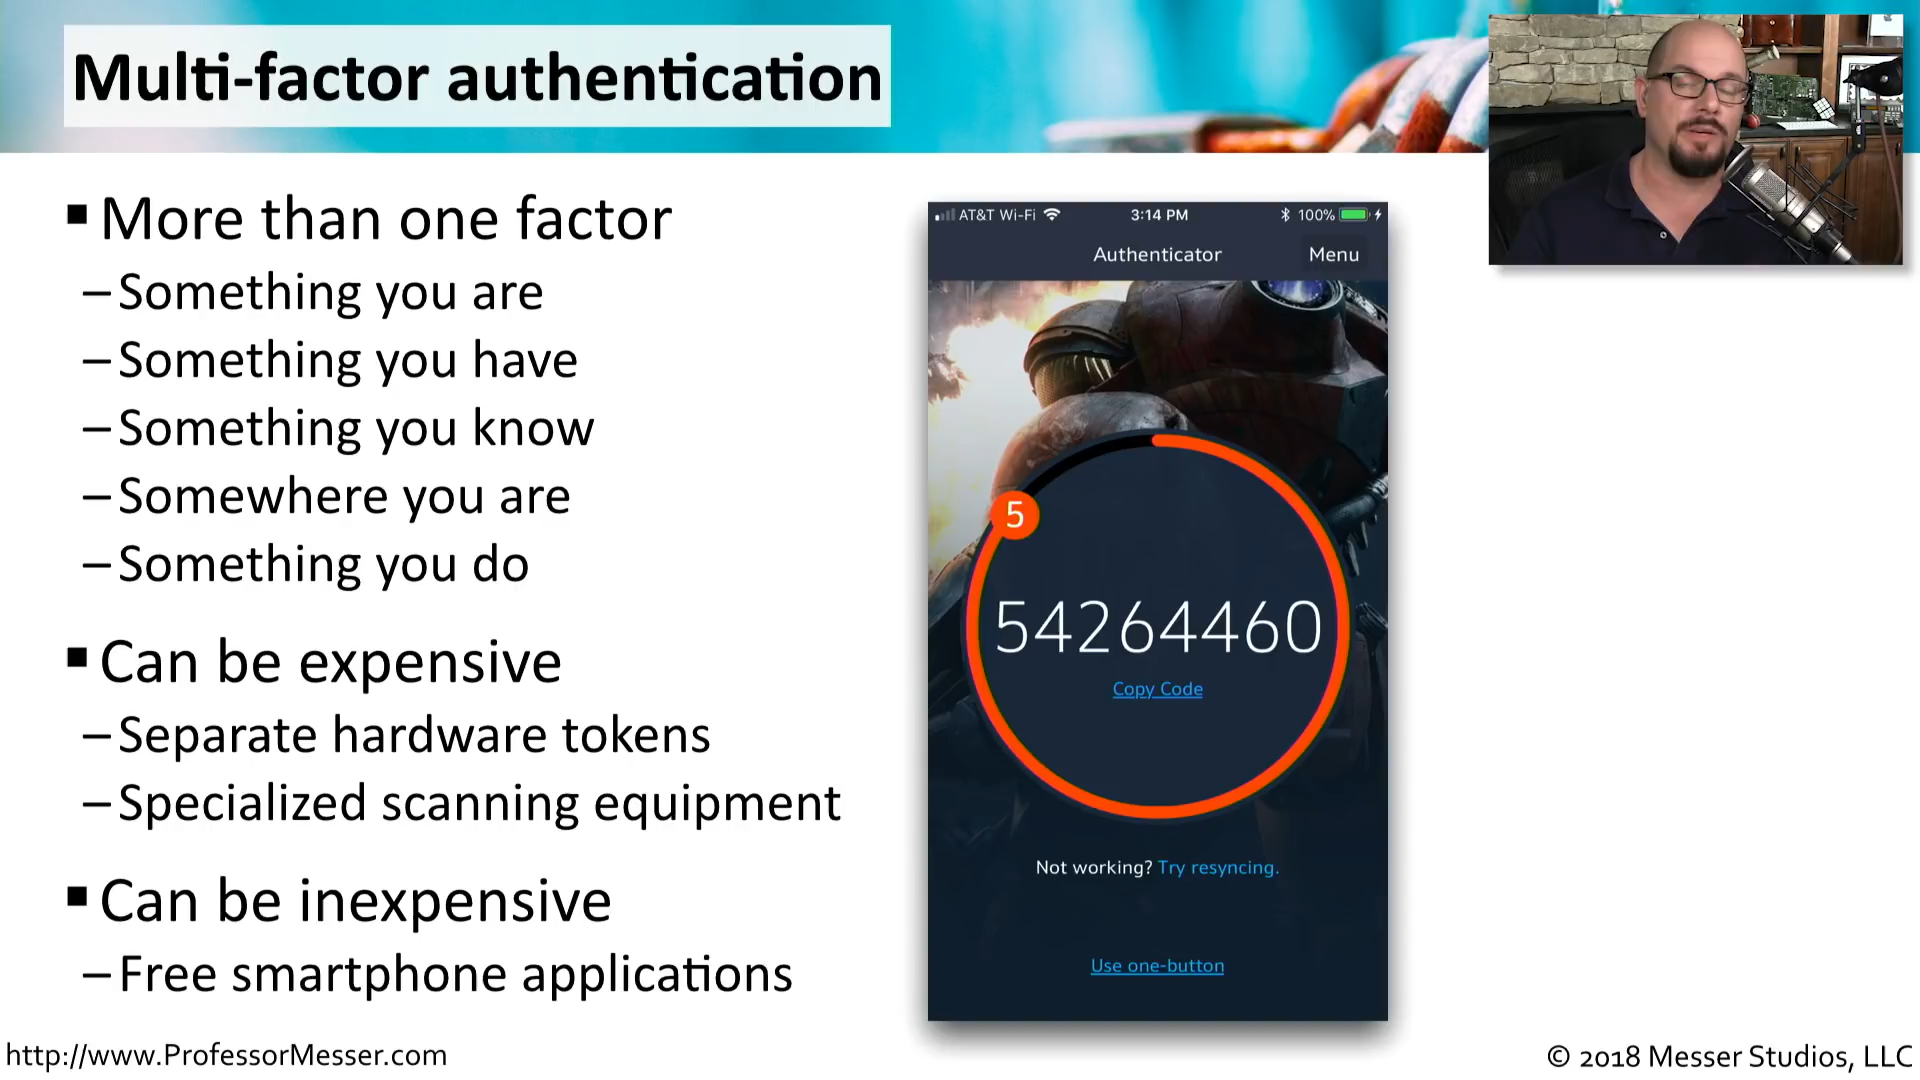 Multi-factor authentication
More than one factor
–Something you are
–Something you have
–Something you know
–Somewhere you are
–Something you do
Can be expensive
–Separate hardware tokens
–Specialized scanning equipment
Can be inexpensive
–Free smartphone applications
AT&T Wi-Fi 3:14 PM 100%
Authenticator Menu
5
54264460
Copy Code
Not working? Try resyncing.
Use one-button
http://www.ProfessorMesser.com
© 2018 Messer Studios, LLC